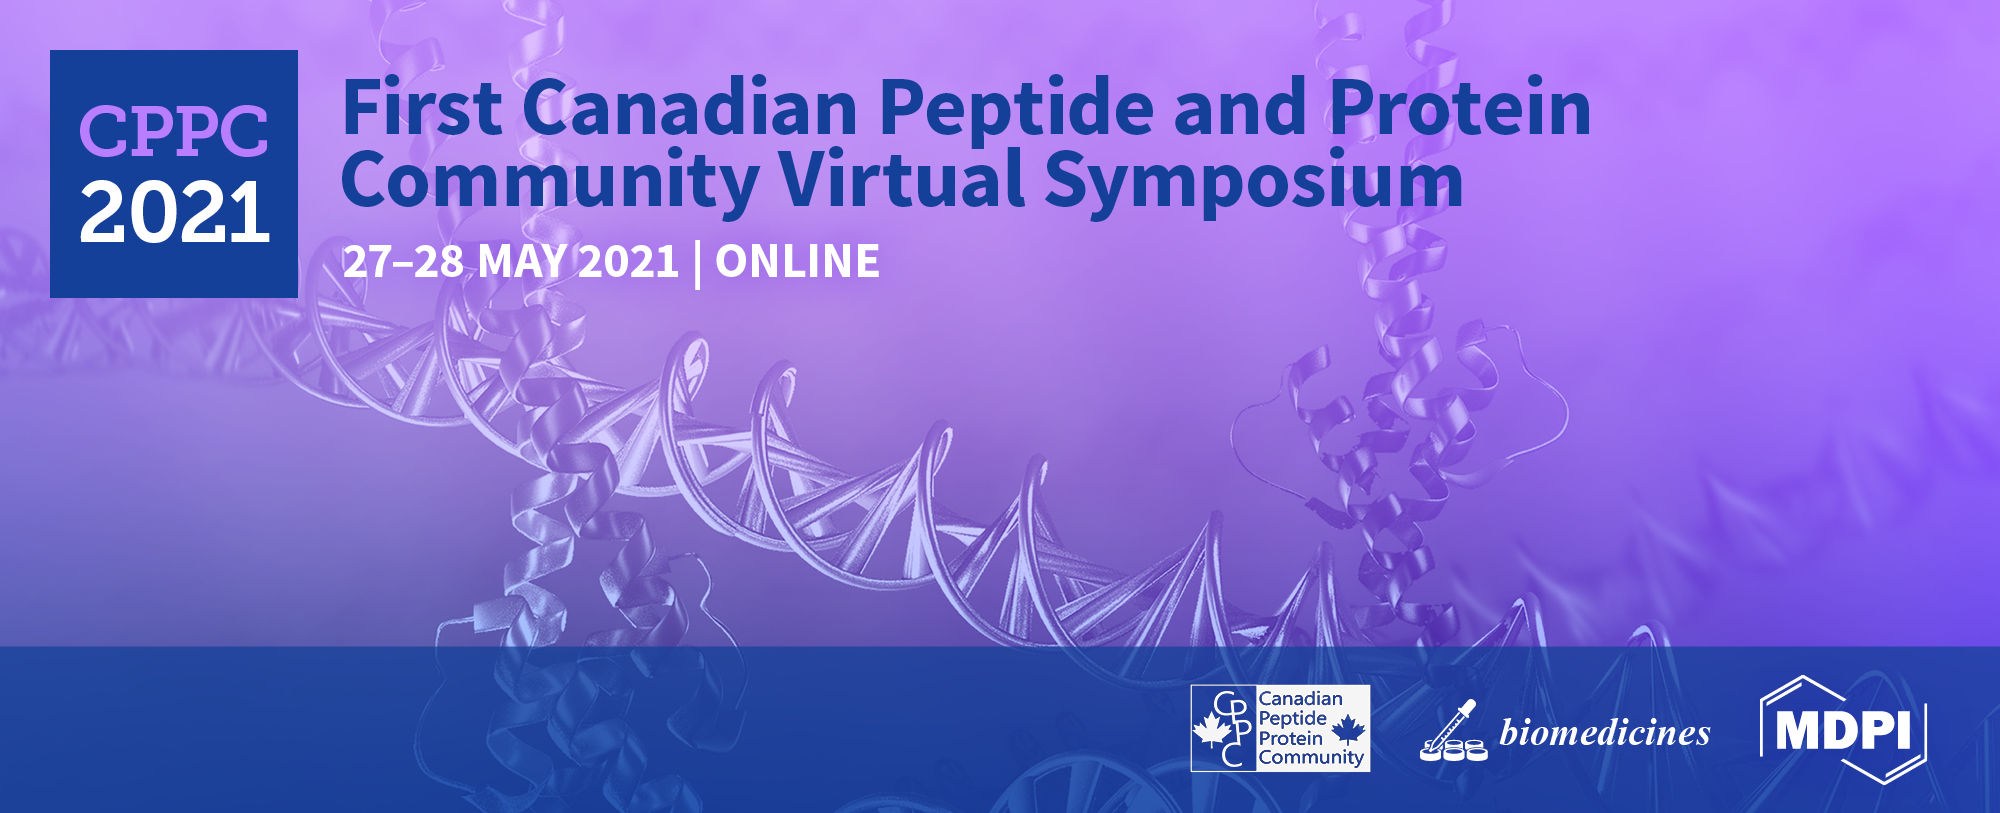 CPPC
2021
First Canadian Peptide and Protein
Community Virtual Symposium
27–28 MAY 2021 | ONLINE
CPPC
Canadian
Peptide
Protein
Community
biomedicines
MDPI